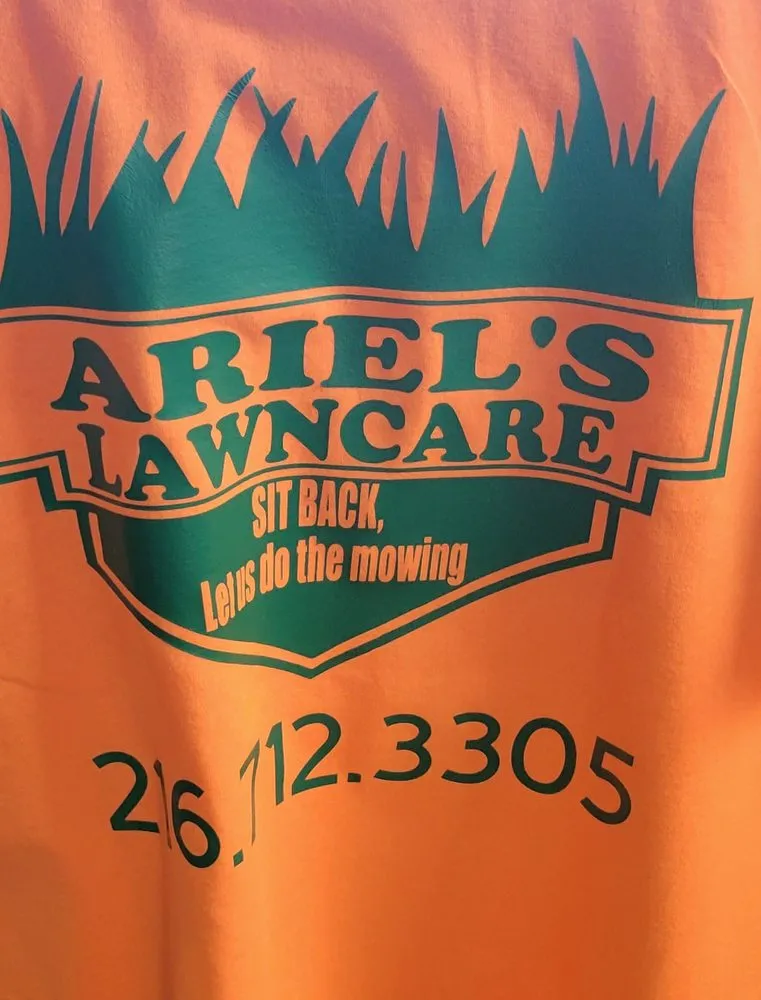 ARIEL'S
LAWNCARE
SIT BACK,
Let us do the mowing
216.712.3305